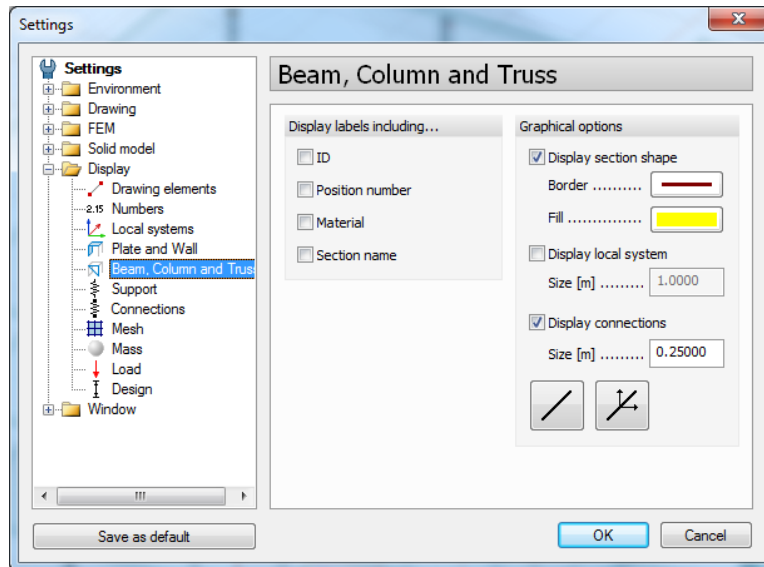 Settings
Settings
Environment
Drawing
FEM
Solid model
Display
Drawing elements
2.15 Numbers
Local systems
Plate and Wall
Beam, Column and Trus
Support
Connections
Mesh
Mass
Load
Design
Window
Save as default
Beam, Column and Truss
Display labels including...
ID
Position number
Material
Section name
Graphical options
Display section shape
Border ..........
Fill ...............
Display local system
Size [m] ......... 1.0000
Display connections
Size [m] ......... 0.25000
OK
Cancel